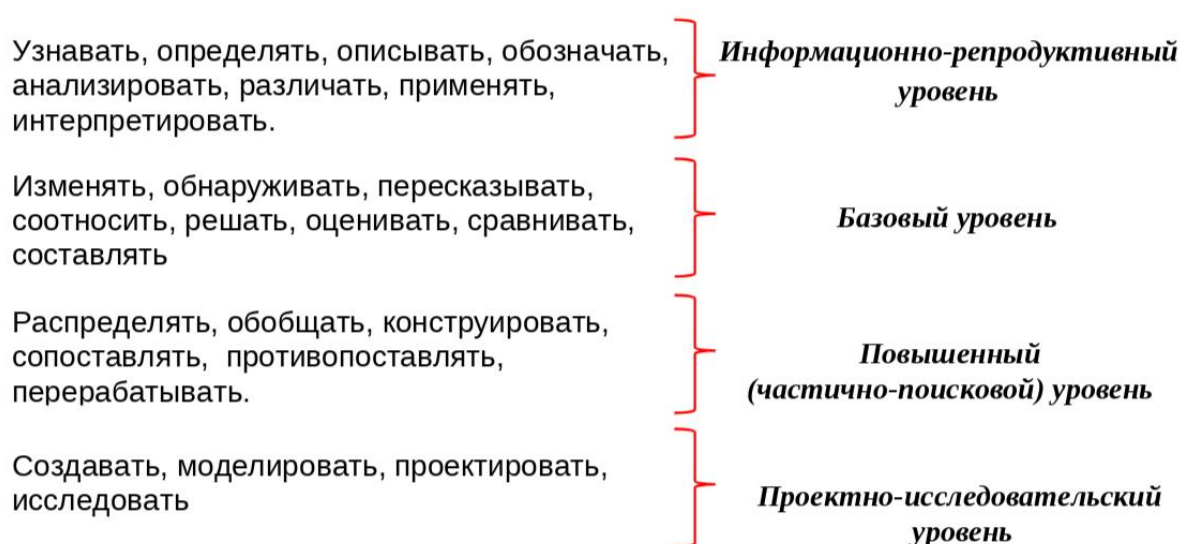 Узнавать, определять, описывать, обозначать,
анализировать, различать, применять,
интерпретировать.
Информационно-репродуктивный
уровень
Изменять, обнаруживать, пересказывать,
соотносить, решать, оценивать, сравнивать,
составлять
Базовый уровень
Распределять, обобщать, конструировать,
сопоставлять, противопоставлять,
перерабатывать.
Повышенный
(частично-поисковой) уровень
Создавать, моделировать, проектировать,
исследовать
Проектно-исследовательский
уровень